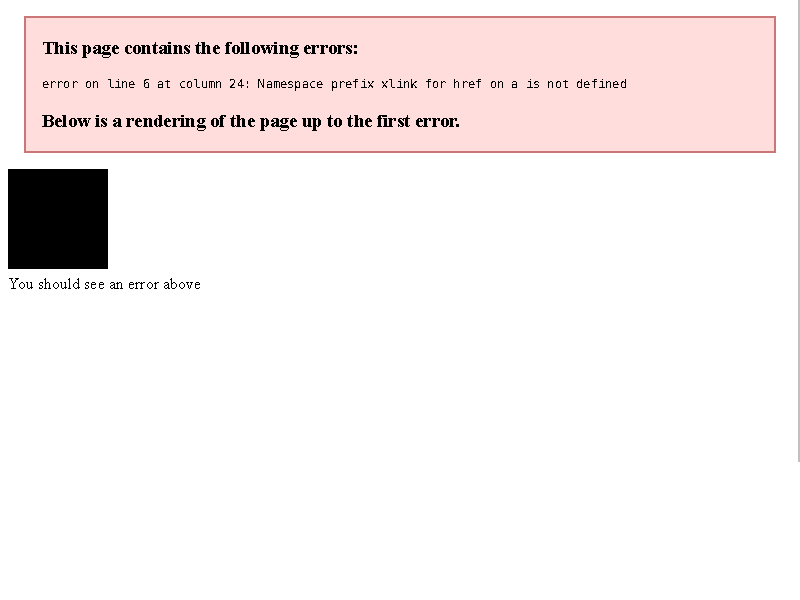 This page contains the following errors:
error on line 6 at column 24: Namespace prefix xlink for href on a is not defined
Below is a rendering of the page up to the first error.
You should see an error above